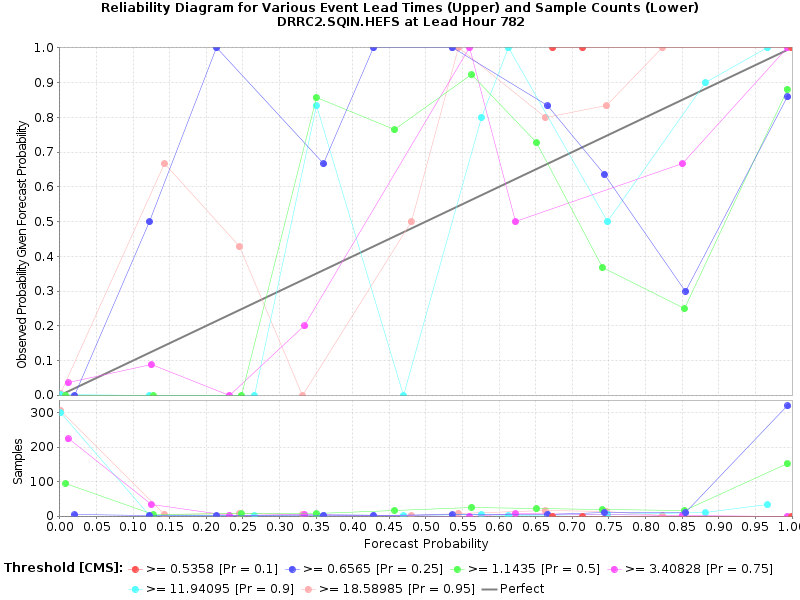 Reliability Diagram for Various Event Lead Times (Upper) and Sample Counts (Lower)
DRRC2.SQIN.HEFS at Lead Hour 782
Observed Probability Given Forecast Probability
1.0
0.9
0.8
0.7
0.6
0.5
0.4
0.3
0.2
0.1
0.0
Samples
300
200
100
0
0.00 0.05 0.10 0.15 0.20 0.25 0.30 0.35 0.40 0.45 0.50 0.55 0.60 0.65 0.70 0.75 0.80 0.85 0.90 0.95 1.00
Forecast Probability
Threshold [CMS]: >= 0.5358 [Pr = 0.1] >= 0.6565 [Pr = 0.25] >= 1.1435 [Pr = 0.5] >= 3.40828 [Pr = 0.75]
>= 11.94095 [Pr = 0.9] >= 18.58985 [Pr = 0.95] Perfect